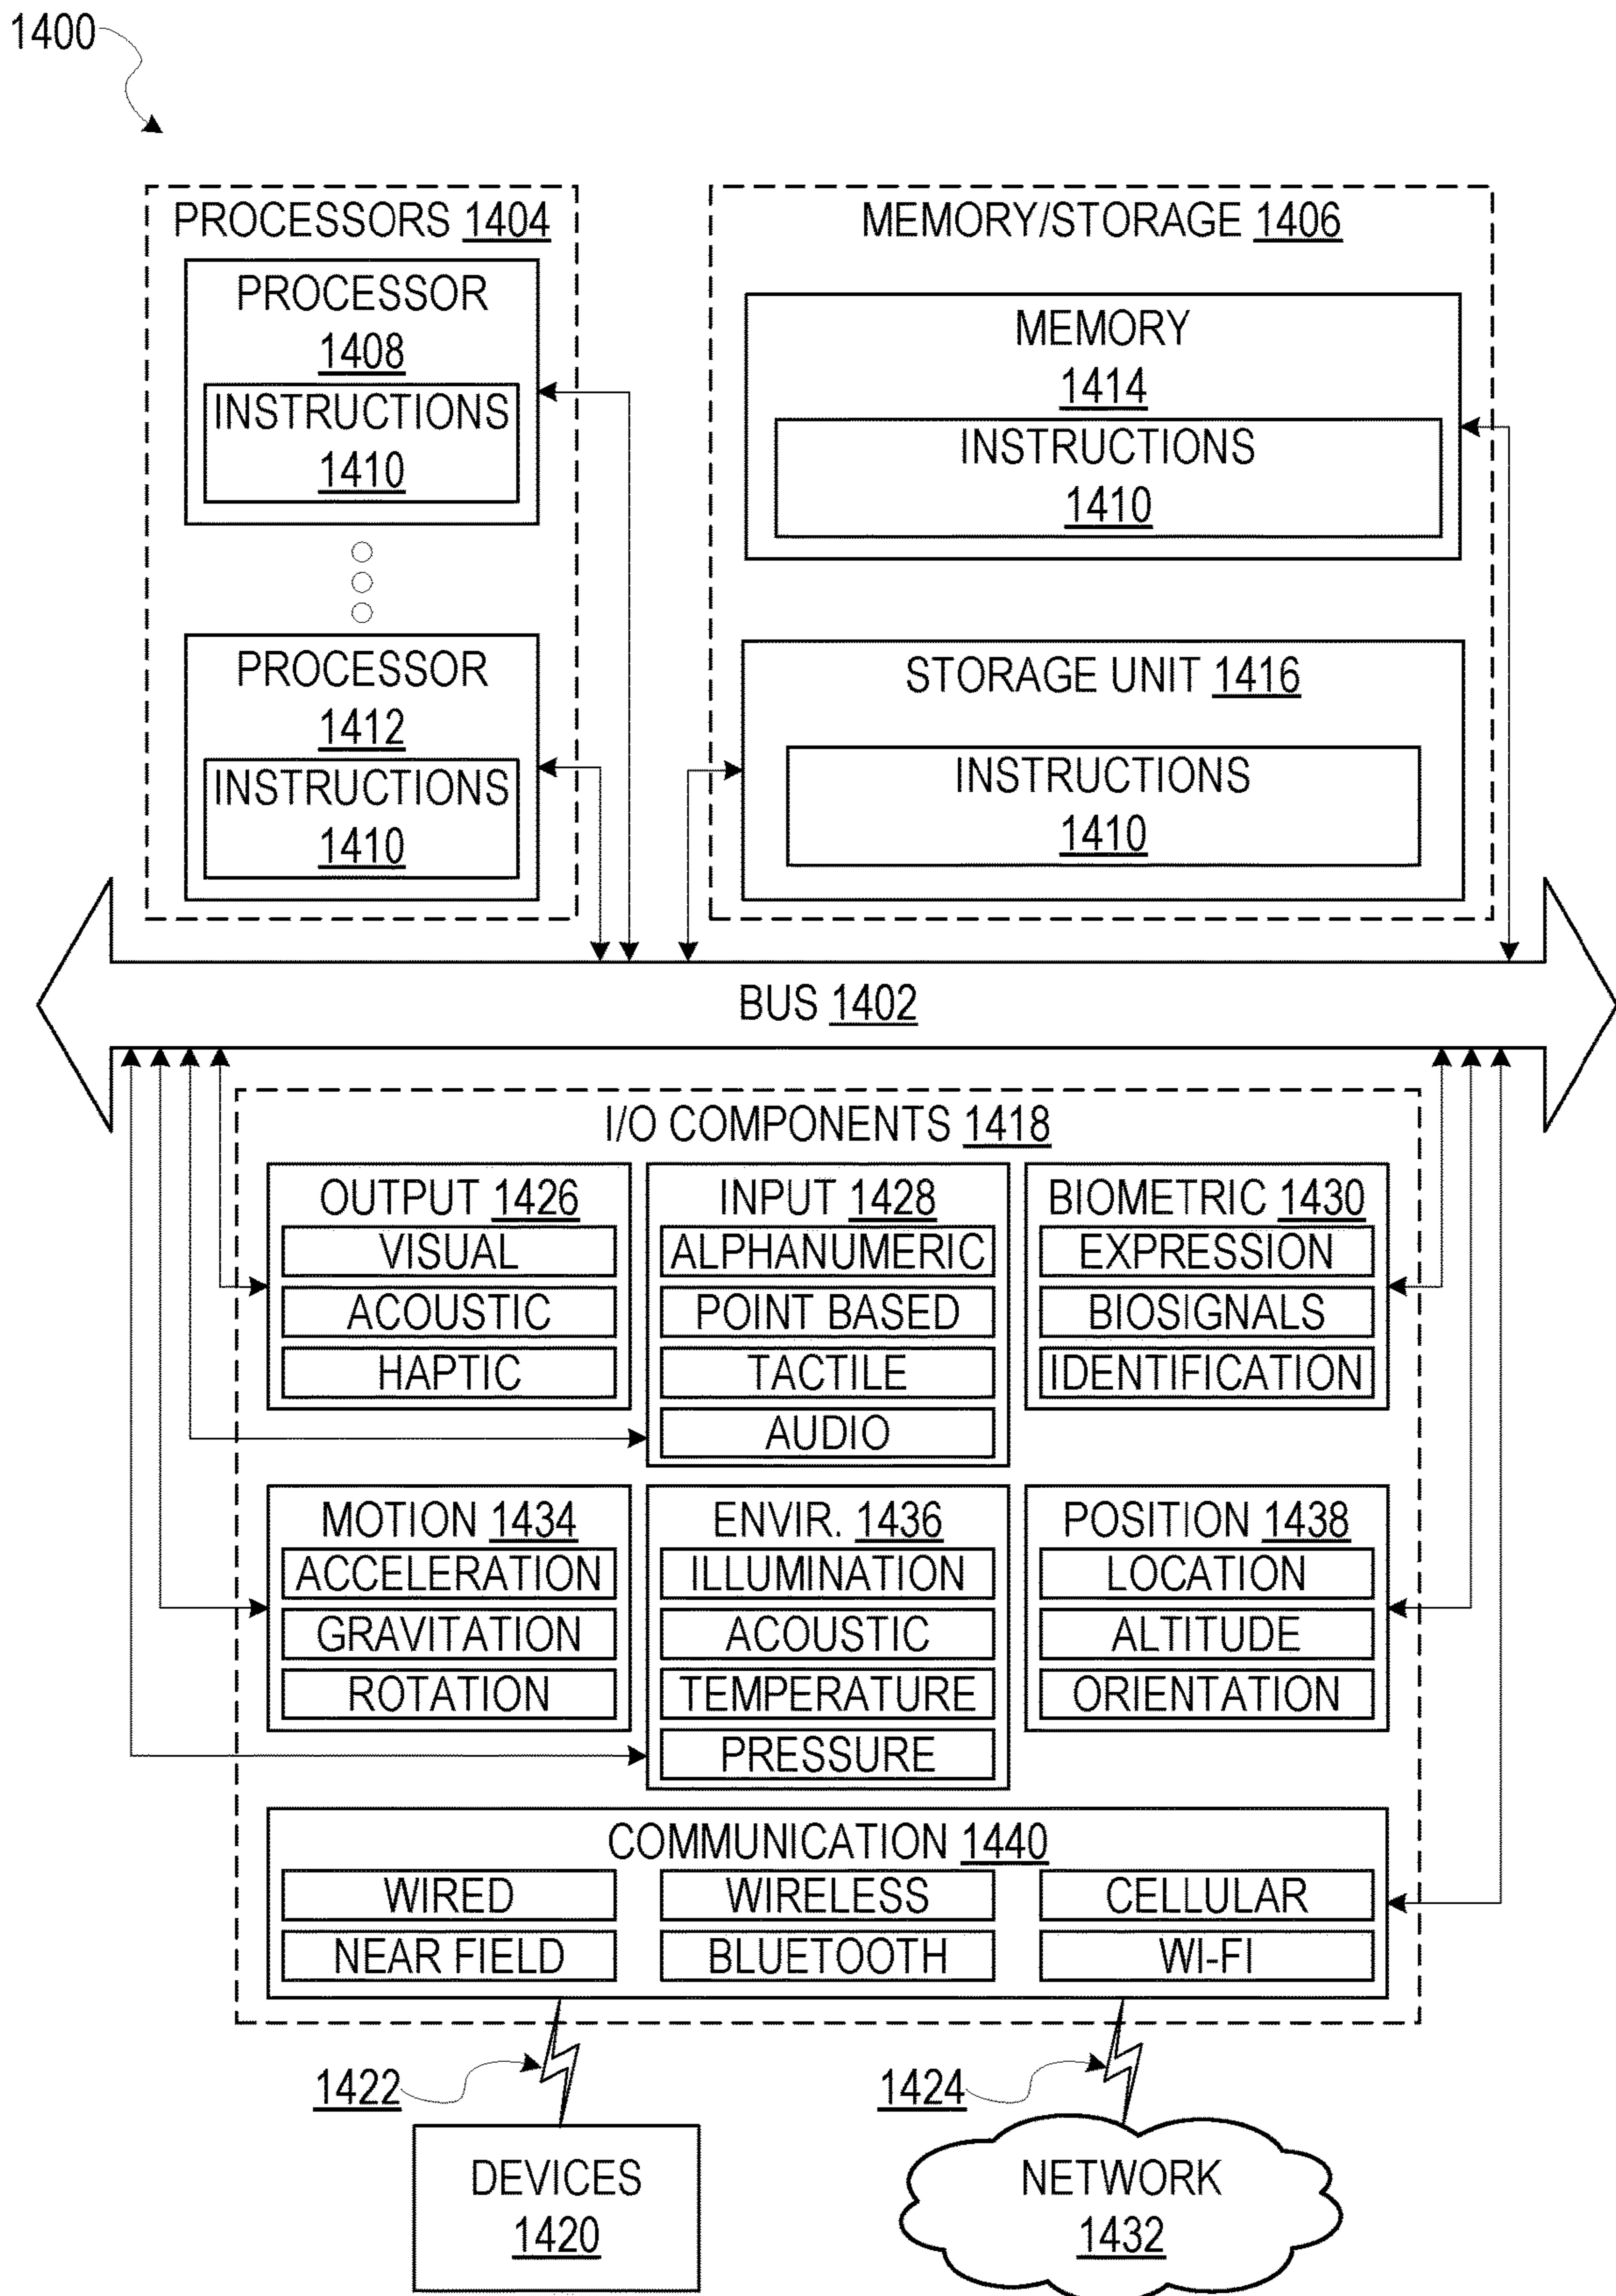 1400
PROCESSORS 1404
PROCESSOR
1408
INSTRUCTIONS
1410
PROCESSOR
1412
INSTRUCTIONS
1410
MEMORY/STORAGE 1406
MEMORY
1414
INSTRUCTIONS
1410
STORAGE UNIT 1416
INSTRUCTIONS
1410
BUS 1402
I/O COMPONENTS 1418
OUTPUT 1426
VISUAL
ACOUSTIC
HAPTIC
INPUT 1428
ALPHANUMERIC
POINT BASED
TACTILE
AUDIO
BIOMETRIC 1430
EXPRESSION
BIOSIGNALS
IDENTIFICATION
MOTION 1434
ACCELERATION
GRAVITATION
ROTATION
ENVIR. 1436
ILLUMINATION
ACOUSTIC
TEMPERATURE
PRESSURE
POSITION 1438
LOCATION
ALTITUDE
ORIENTATION
COMMUNICATION 1440
WIRED
WIRELESS
CELLULAR
NEAR FIELD
BLUETOOTH
WI-FI
1422
1424
DEVICES
1420
NETWORK
1432